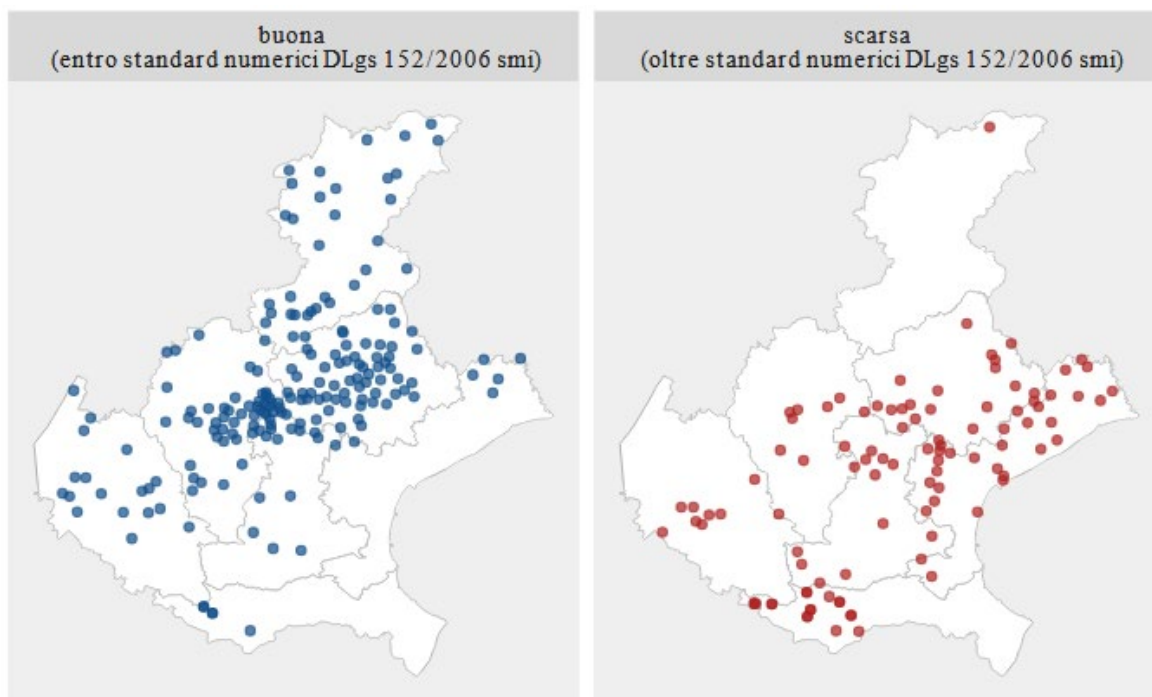 buona
(entro standard numerici DLgs 152/2006 smi)
scarsa
(oltre standard numerici DLgs 152/2006 smi)